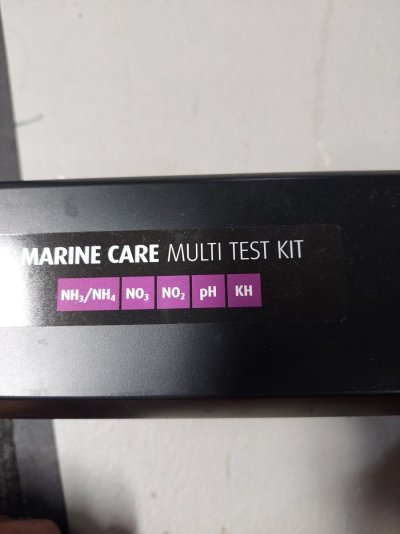 MARINE CARE MULTI TEST KIT
NH₃/NH₄ NO₃ NO₂ pH KH